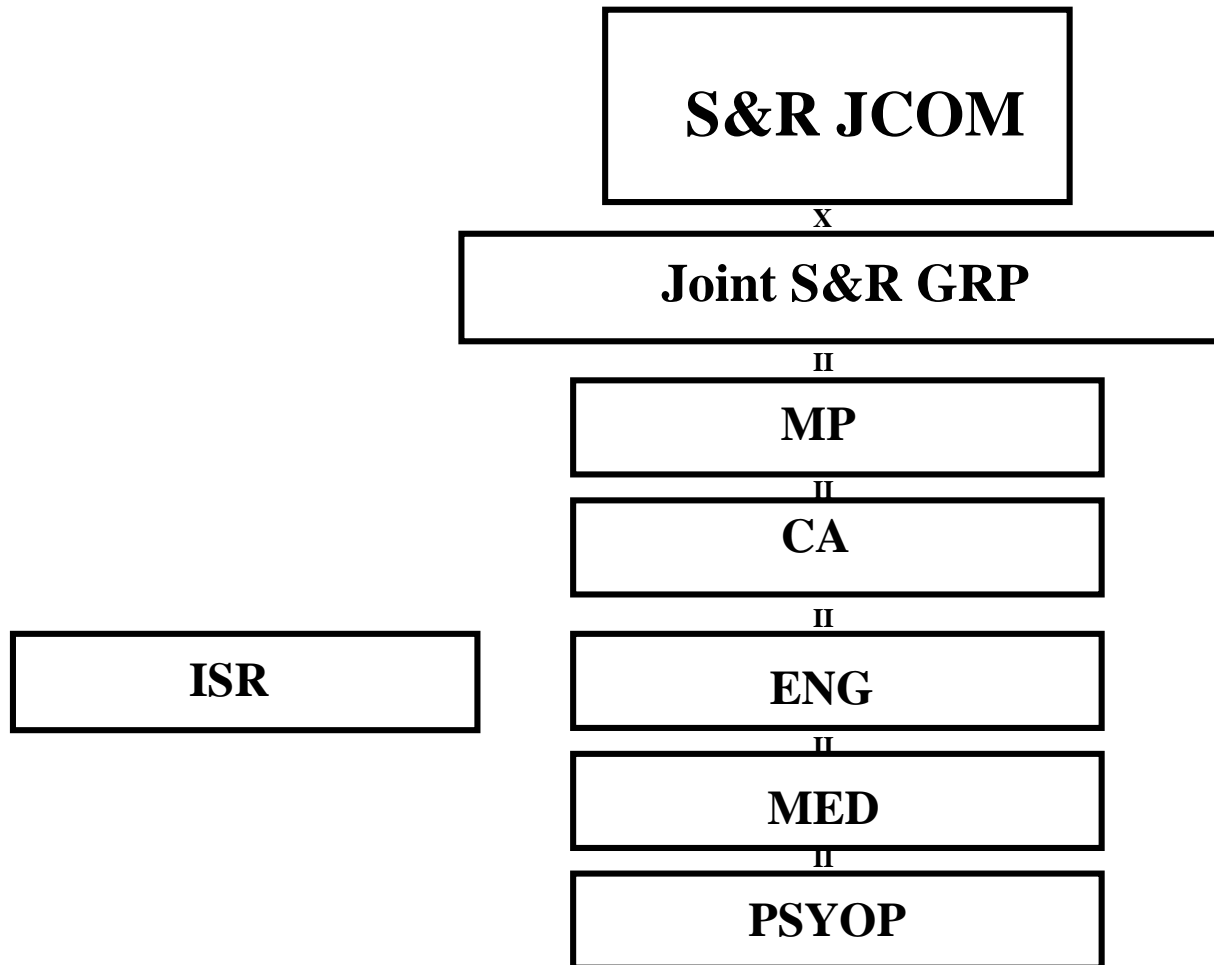 S&R JCOM
X
Joint S&R GRP
II
MP
II
CA
II
ISR
ENG
II
MED
II
PSYOP